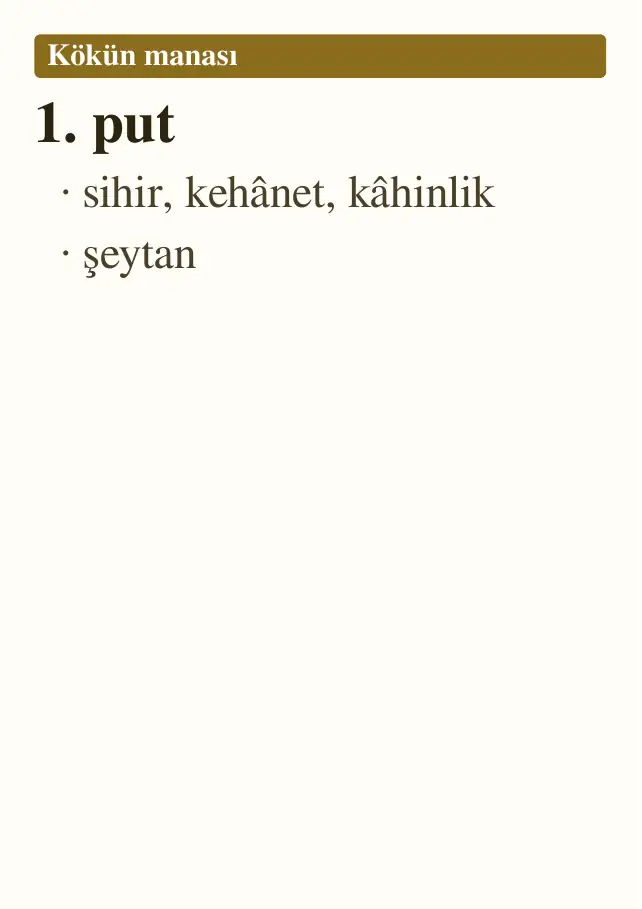 Kökün manası
1. put
· sihir, kehânet, kâhinlik
· şeytan